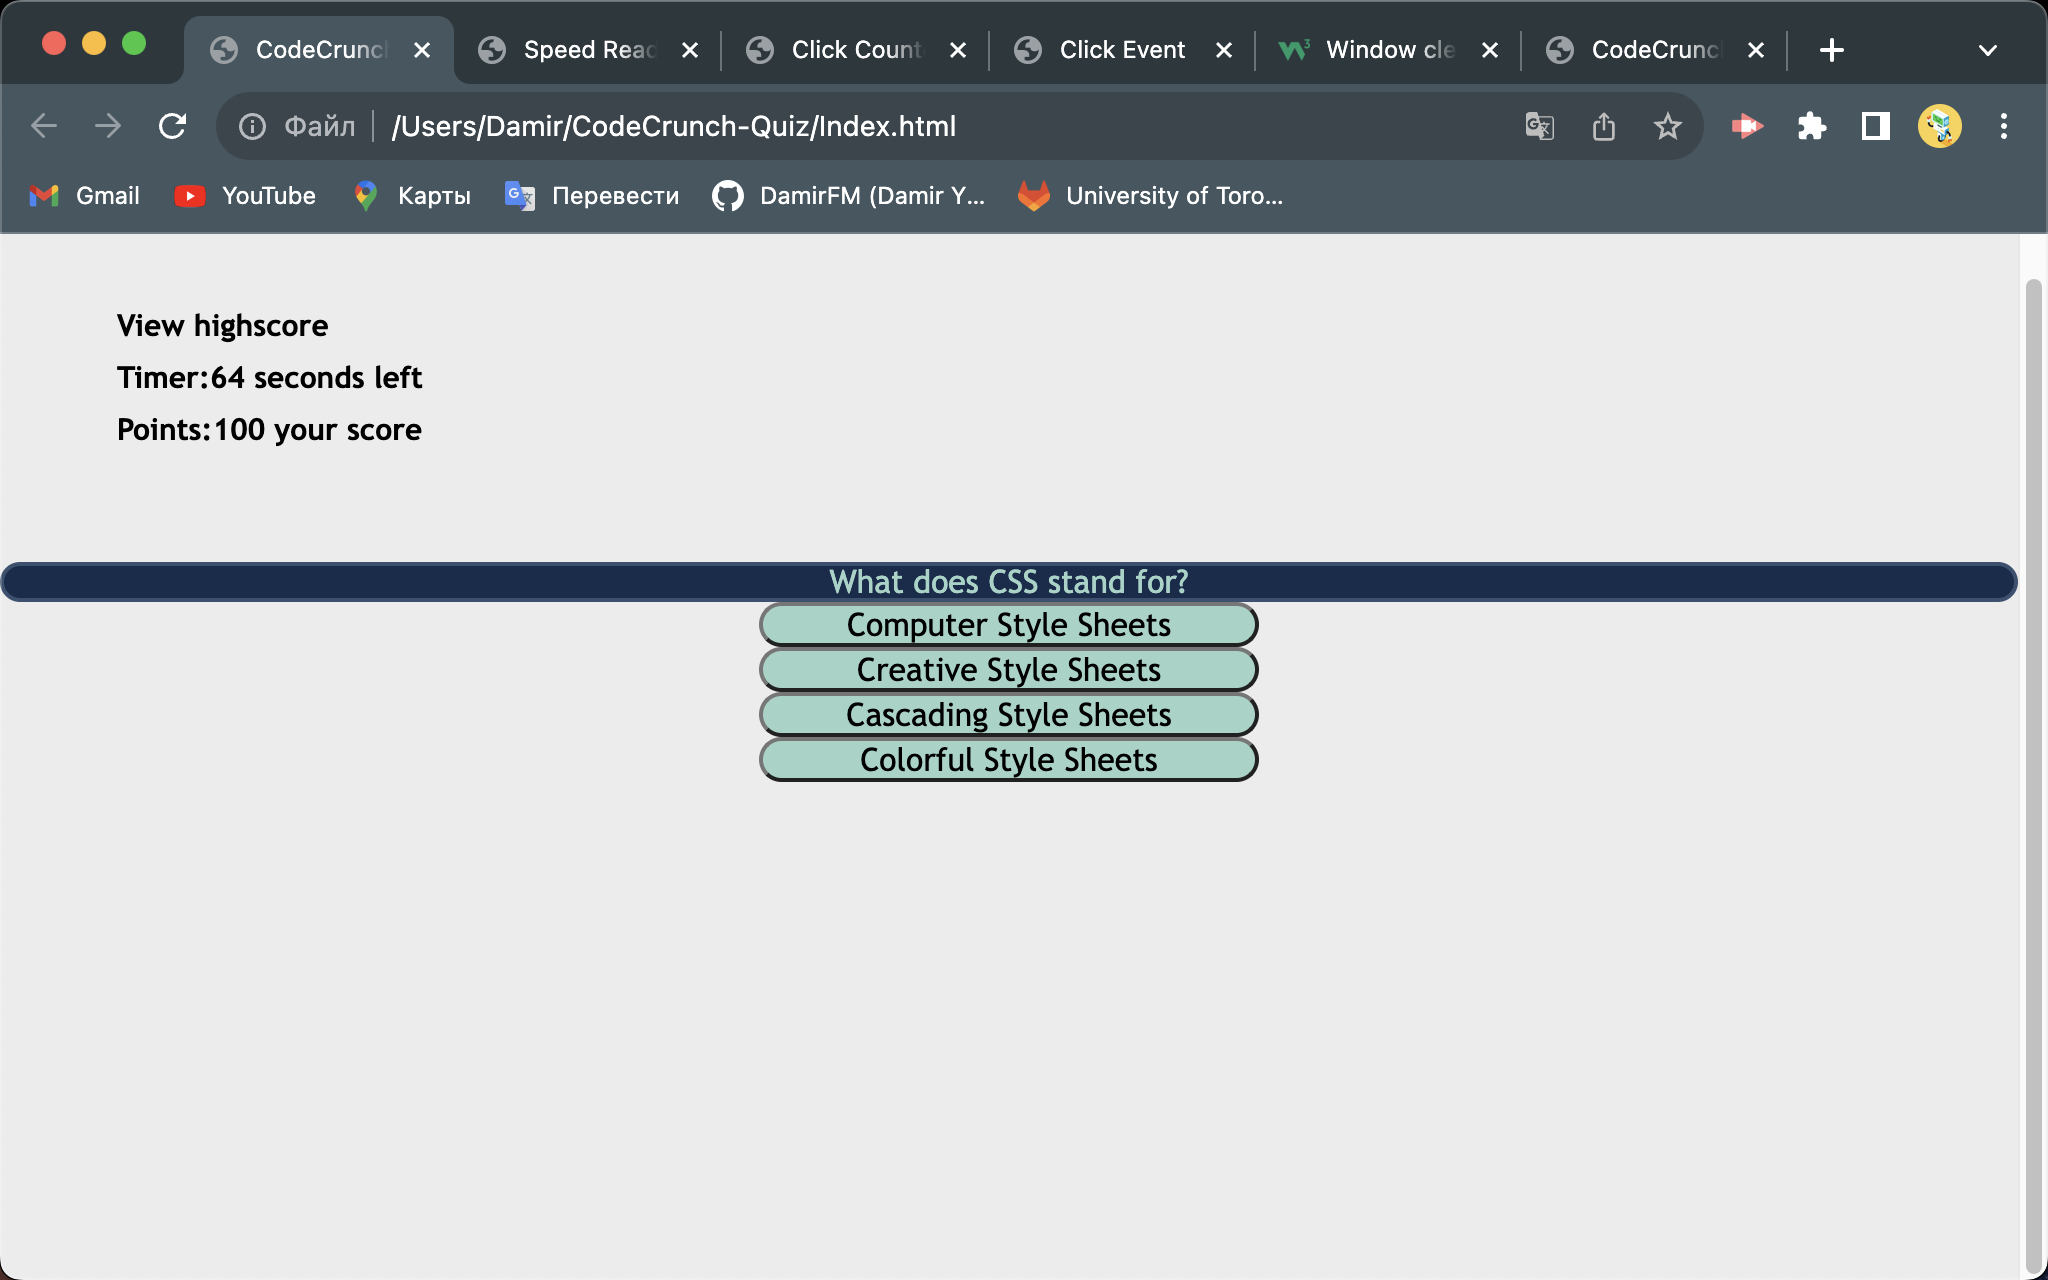 CodeCrunch
Speed Read
Click Count
Click Event
Window cle
CodeCrunc
Файл
/Users/Damir/CodeCrunch-Quiz/Index.html
Gmail
YouTube
Карты
Перевести
DamirFM (Damir Y...
University of Toro...
View highscore
Timer:64 seconds left
Points:100 your score
What does CSS stand for?
Computer Style Sheets
Creative Style Sheets
Cascading Style Sheets
Colorful Style Sheets